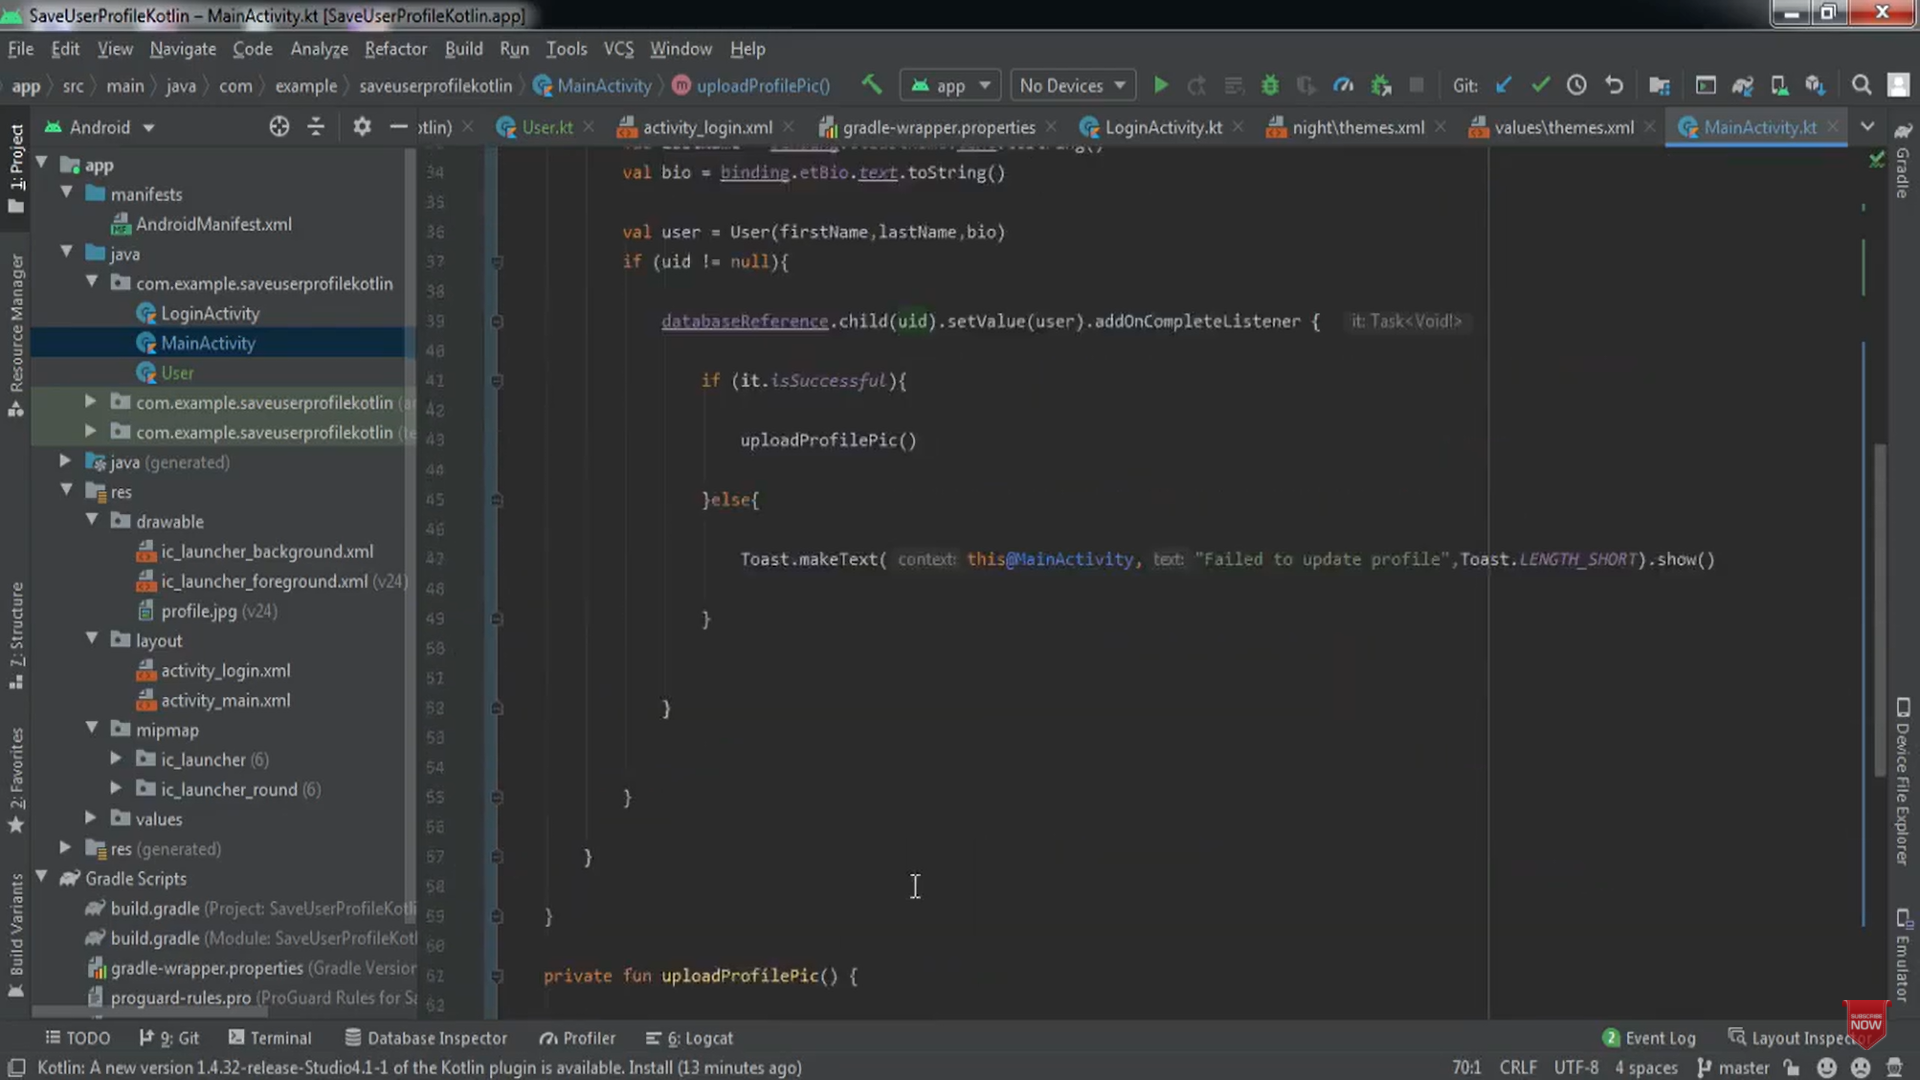 SaveUserProfileKotlin – MainActivity.kt [SaveUserProfileKotlin.app]
File Edit View Navigate Code Analyze Refactor Build Run Tools VCS Window Help
app src main java com example saveuserprofilekotlin MainActivity uploadProfilePic() app No Devices Git:
Android
otlin) User.kt activity_login.xml gradle-wrapper.properties LoginActivity.kt night\themes.xml values\themes.xml MainActivity.kt
1: Project
Resource Manager
7: Structure
2: Favorites
Build Variants
app
manifests
AndroidManifest.xml
java
com.example.saveuserprofilekotlin
LoginActivity
MainActivity
User
com.example.saveuserprofilekotlin (a
com.example.saveuserprofilekotlin (te
java (generated)
res
drawable
ic_launcher_background.xml
ic_launcher_foreground.xml (v24)
profile.jpg (v24)
layout
activity_login.xml
activity_main.xml
mipmap
ic_launcher (6)
ic_launcher_round (6)
values
res (generated)
Gradle Scripts
build.gradle (Project: SaveUserProfileKotl
build.gradle (Module: SaveUserProfileKotl
gradle-wrapper.properties (Gradle Version
proguard-rules.pro (ProGuard Rules for Sa
34 val bio = binding.etBio.text.toString()
35
36 val user = User(firstName,lastName,bio)
37 if (uid != null){
38
39 databaseReference.child(uid).setValue(user).addOnCompleteListener { it: Task<Void!>
40
41 if (it.isSuccessful){
42
43 uploadProfilePic()
44
45 }else{
46
47 Toast.makeText( context: this@MainActivity, text: "Failed to update profile",Toast.LENGTH_SHORT).show()
48
49 }
50
51
52 }
53
54
55 }
56
57 }
58
59 }
60
61 private fun uploadProfilePic() {
62
Gradle
Device File Explorer
Emulator
SUBSCRIBE
NOW
TODO 9: Git Terminal Database Inspector Profiler 6: Logcat 2 Event Log Layout Inspec
Kotlin: A new version 1.4.32-release-Studio4.1-1 of the Kotlin plugin is available. Install (13 minutes ago) 70:1 CRLF UTF-8 4 spaces master